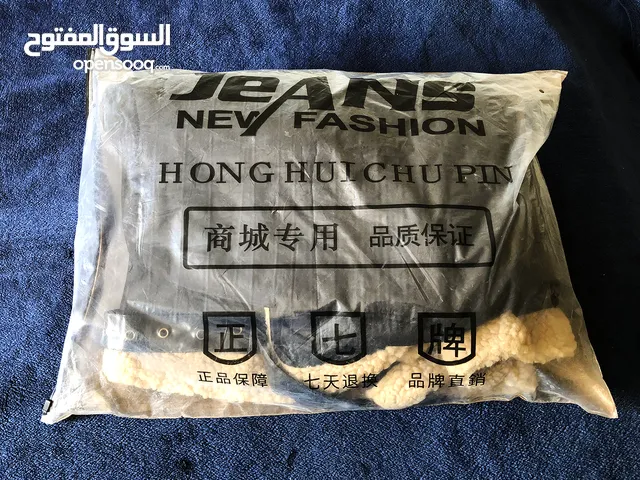 السوق المفتوح
opensooq.com
JeANS
NEW FASHION
HONG HUI CHU PIN
商城专用 品质保证
正 七 牌
正品保障 七天退换 品牌直銷